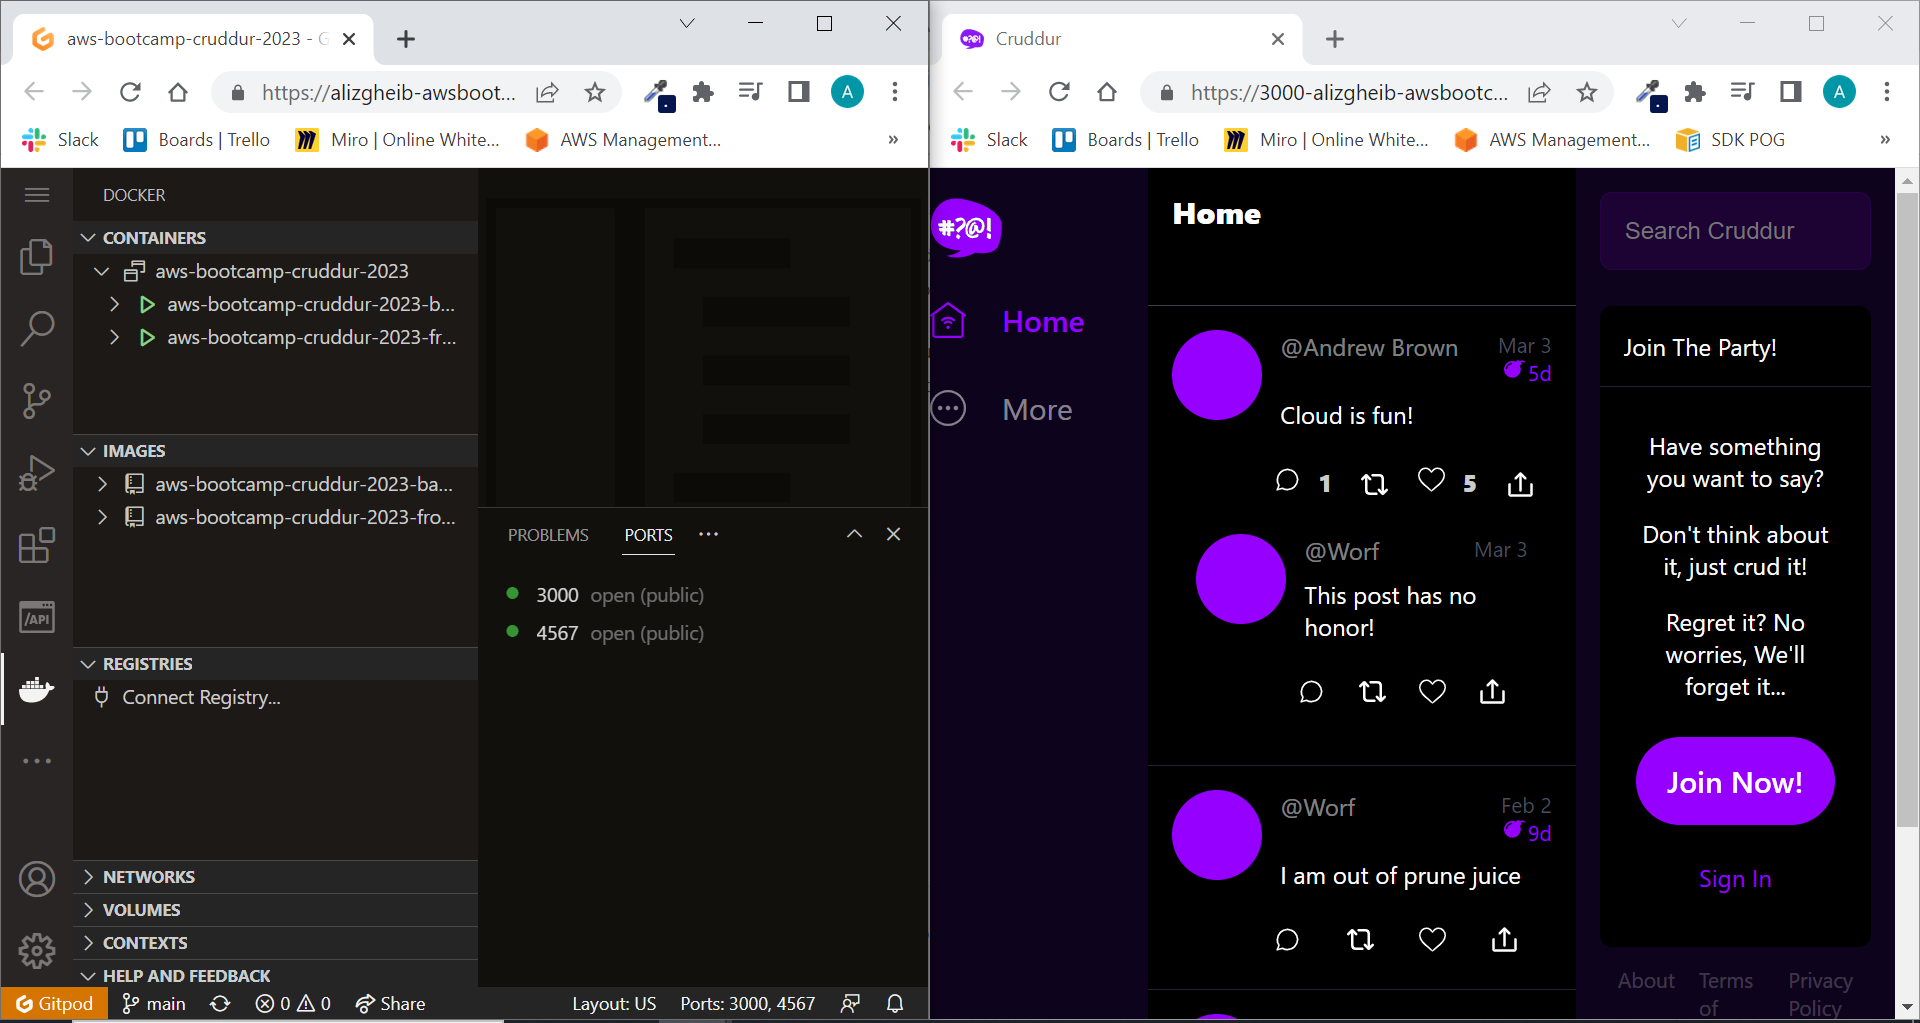 aws-bootcamp-cruddur-2023 - G
https://alizgheib-awsboot...
A
Slack
Boards | Trello
Miro | Online White...
AWS Management...
»
DOCKER
CONTAINERS
aws-bootcamp-cruddur-2023
aws-bootcamp-cruddur-2023-b...
aws-bootcamp-cruddur-2023-fr...
IMAGES
aws-bootcamp-cruddur-2023-ba...
aws-bootcamp-cruddur-2023-fro...
REGISTRIES
Connect Registry...
NETWORKS
VOLUMES
CONTEXTS
HELP AND FEEDBACK
/API
PROBLEMS
PORTS
3000 open (public)
4567 open (public)
Gitpod
main
0
0
Share
Layout: US
Ports: 3000, 4567
#?@!
Cruddur
https://3000-alizgheib-awsbootc...
A
Slack
Boards | Trello
Miro | Online White...
AWS Management...
SDK POG
»
#?@!
Home
More
Home
@Andrew Brown
Mar 3
5d
Cloud is fun!
1
5
@Worf
Mar 3
This post has no
honor!
@Worf
Feb 2
9d
I am out of prune juice
Search Cruddur
Join The Party!
Have something
you want to say?
Don't think about
it, just crud it!
Regret it? No
worries, We'll
forget it...
Join Now!
Sign In
About
Terms
of
Privacy
Policy